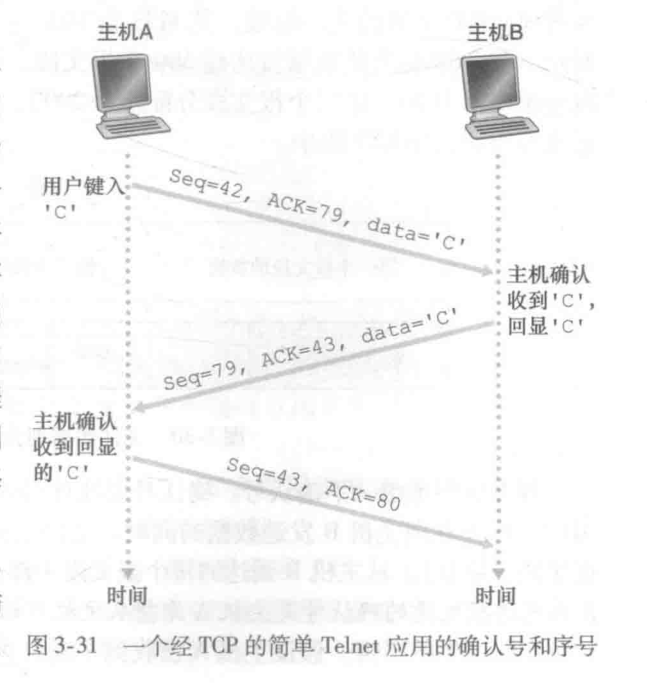 主机A
主机B
用户键入
'C'
Seq=42, ACK=79, data='C'
主机确认
收到'C',
回显'C'
Seq=79, ACK=43, data='C'
主机确认
收到回显
的'C'
Seq=43, ACK=80
时间
时间
图 3-31 一个经 TCP 的简单 Telnet 应用的确认号和序号